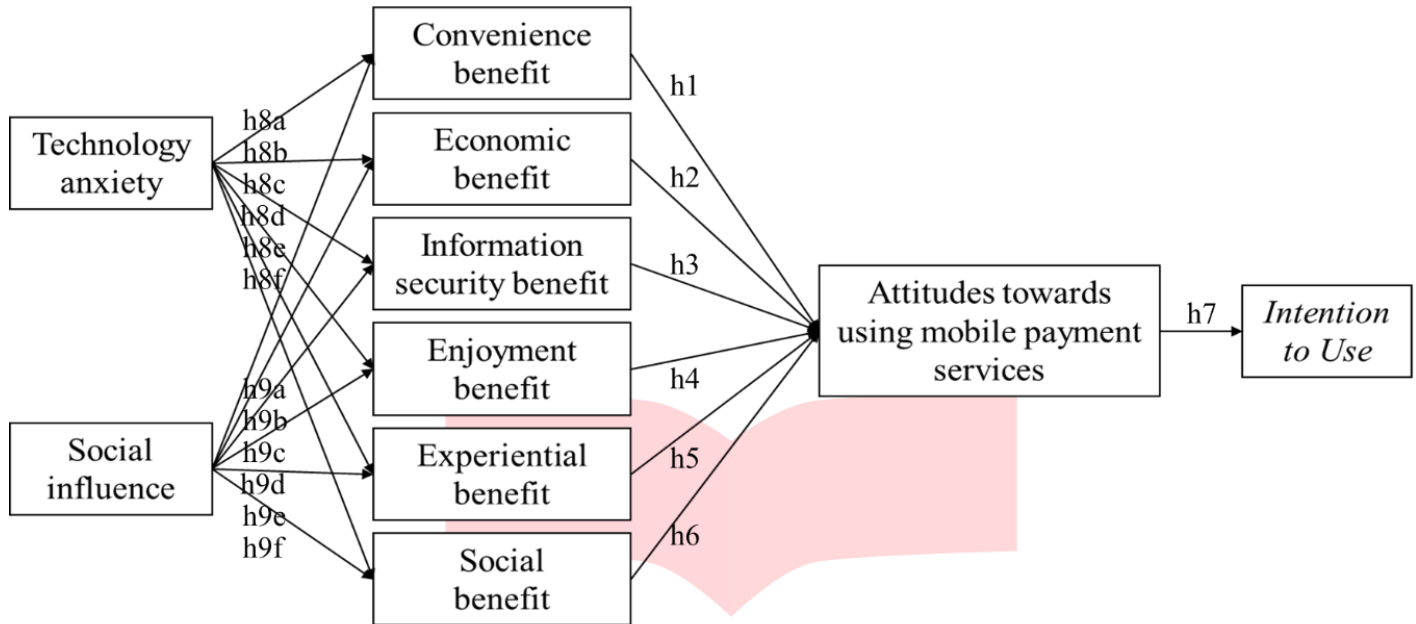 Technology
anxiety
Social
influence
h8a
h8b
h8c
h8d
h8e
h8f
h9a
h9b
h9c
h9d
h9e
h9f
Convenience
benefit
Economic
benefit
Information
security benefit
Enjoyment
benefit
Experiential
benefit
Social
benefit
h1
h2
h3
h4
h5
h6
Attitudes towards
using mobile payment
services
h7
Intention
to Use